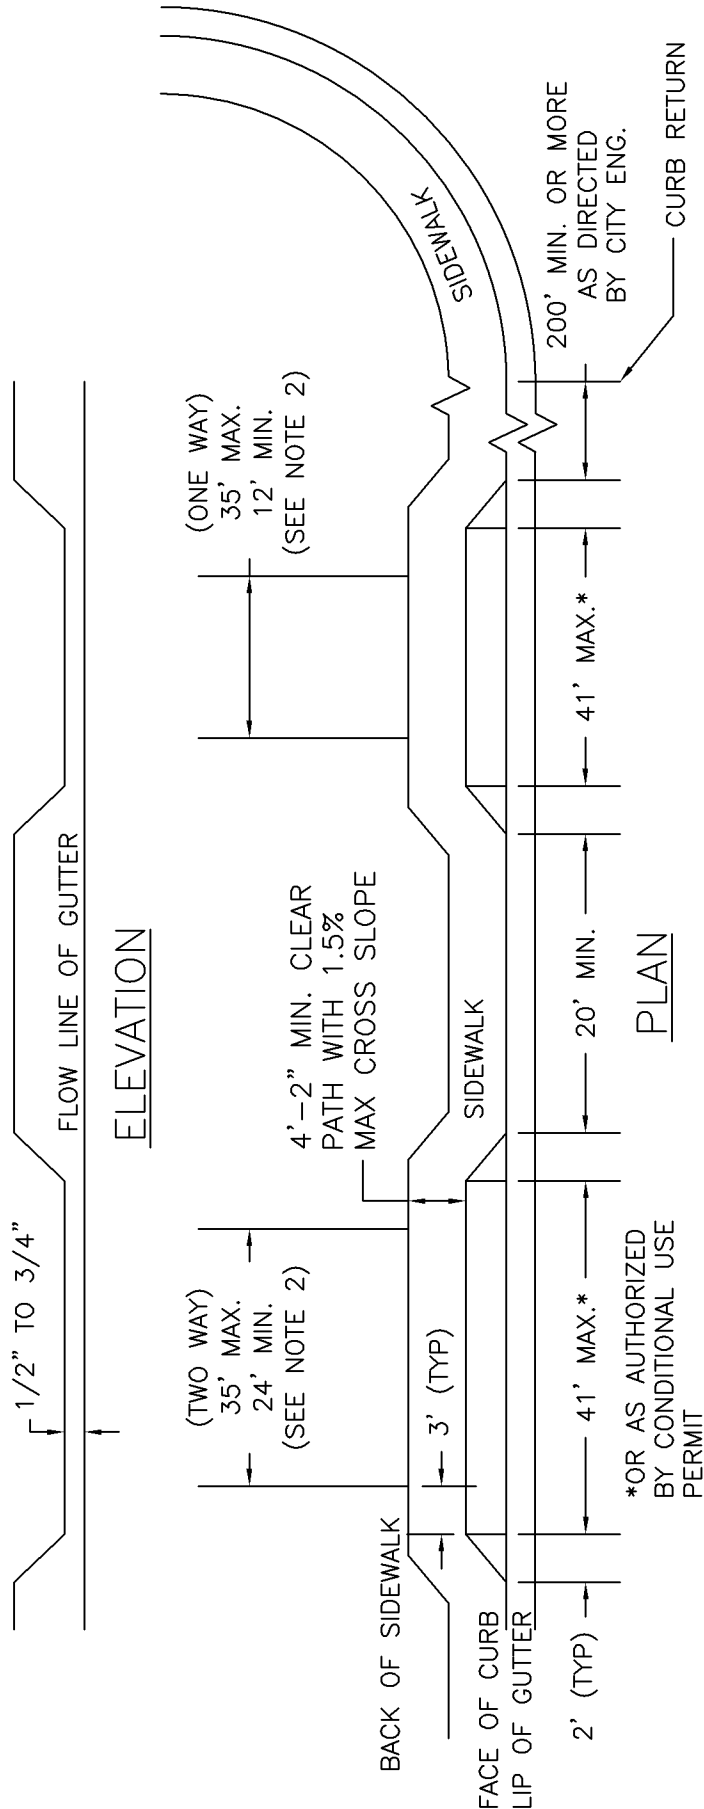 1/2" TO 3/4"
FLOW LINE OF GUTTER
ELEVATION
(TWO WAY)
35' MAX.
24' MIN.
(SEE NOTE 2)
4'-2" MIN. CLEAR
PATH WITH 1.5%
MAX CROSS SLOPE
(ONE WAY)
35' MAX.
12' MIN.
(SEE NOTE 2)
BACK OF SIDEWALK
3' (TYP)
SIDEWALK
SIDEWALK
FACE OF CURB
LIP OF GUTTER
2' (TYP)
41' MAX.*
20' MIN.
41' MAX.*
200' MIN. OR MORE
AS DIRECTED
BY CITY ENG.
CURB RETURN
*OR AS AUTHORIZED
BY CONDITIONAL USE
PERMIT
PLAN